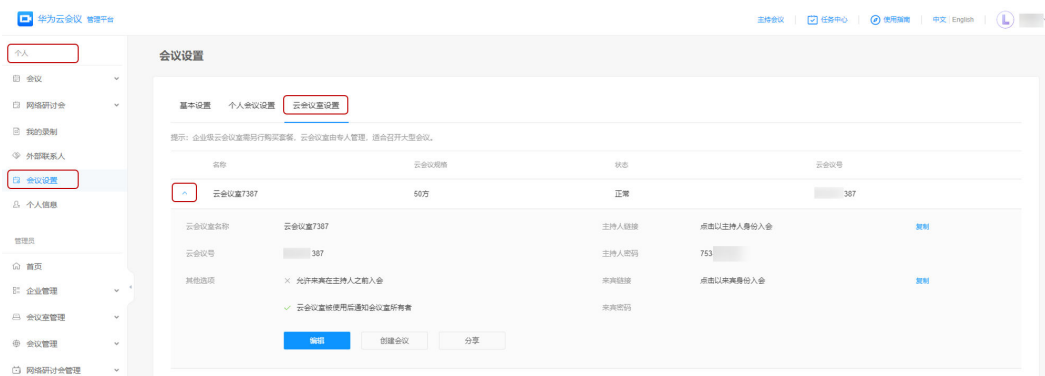 华为云会议 管理平台
主持会议 任务中心 使用指南 中文 English L
个人
会议
网络研讨会
我的录制
外部联系人
会议设置
个人信息
管理员
首页
企业管理
会议室管理
会议管理
网络研讨会管理
会议设置
基本设置 个人会议设置 云会议室设置
提示：企业级云会议室需另行购买套餐、云会议室由专人管理，适合召开大型会议。
名称 云会议规格 状态 云会议号
云会议室7387 50方 正常 387
云会议室名称 云会议室7387 主持人链接 点击以主持人身份入会 复制
云会议号 387 主持人密码 753
其他选项 允许来宾在主持人之前入会 来宾链接 点击以来宾身份入会 复制
云会议室被使用后通知会议室所有者 来宾密码
编辑 创建会议 分享